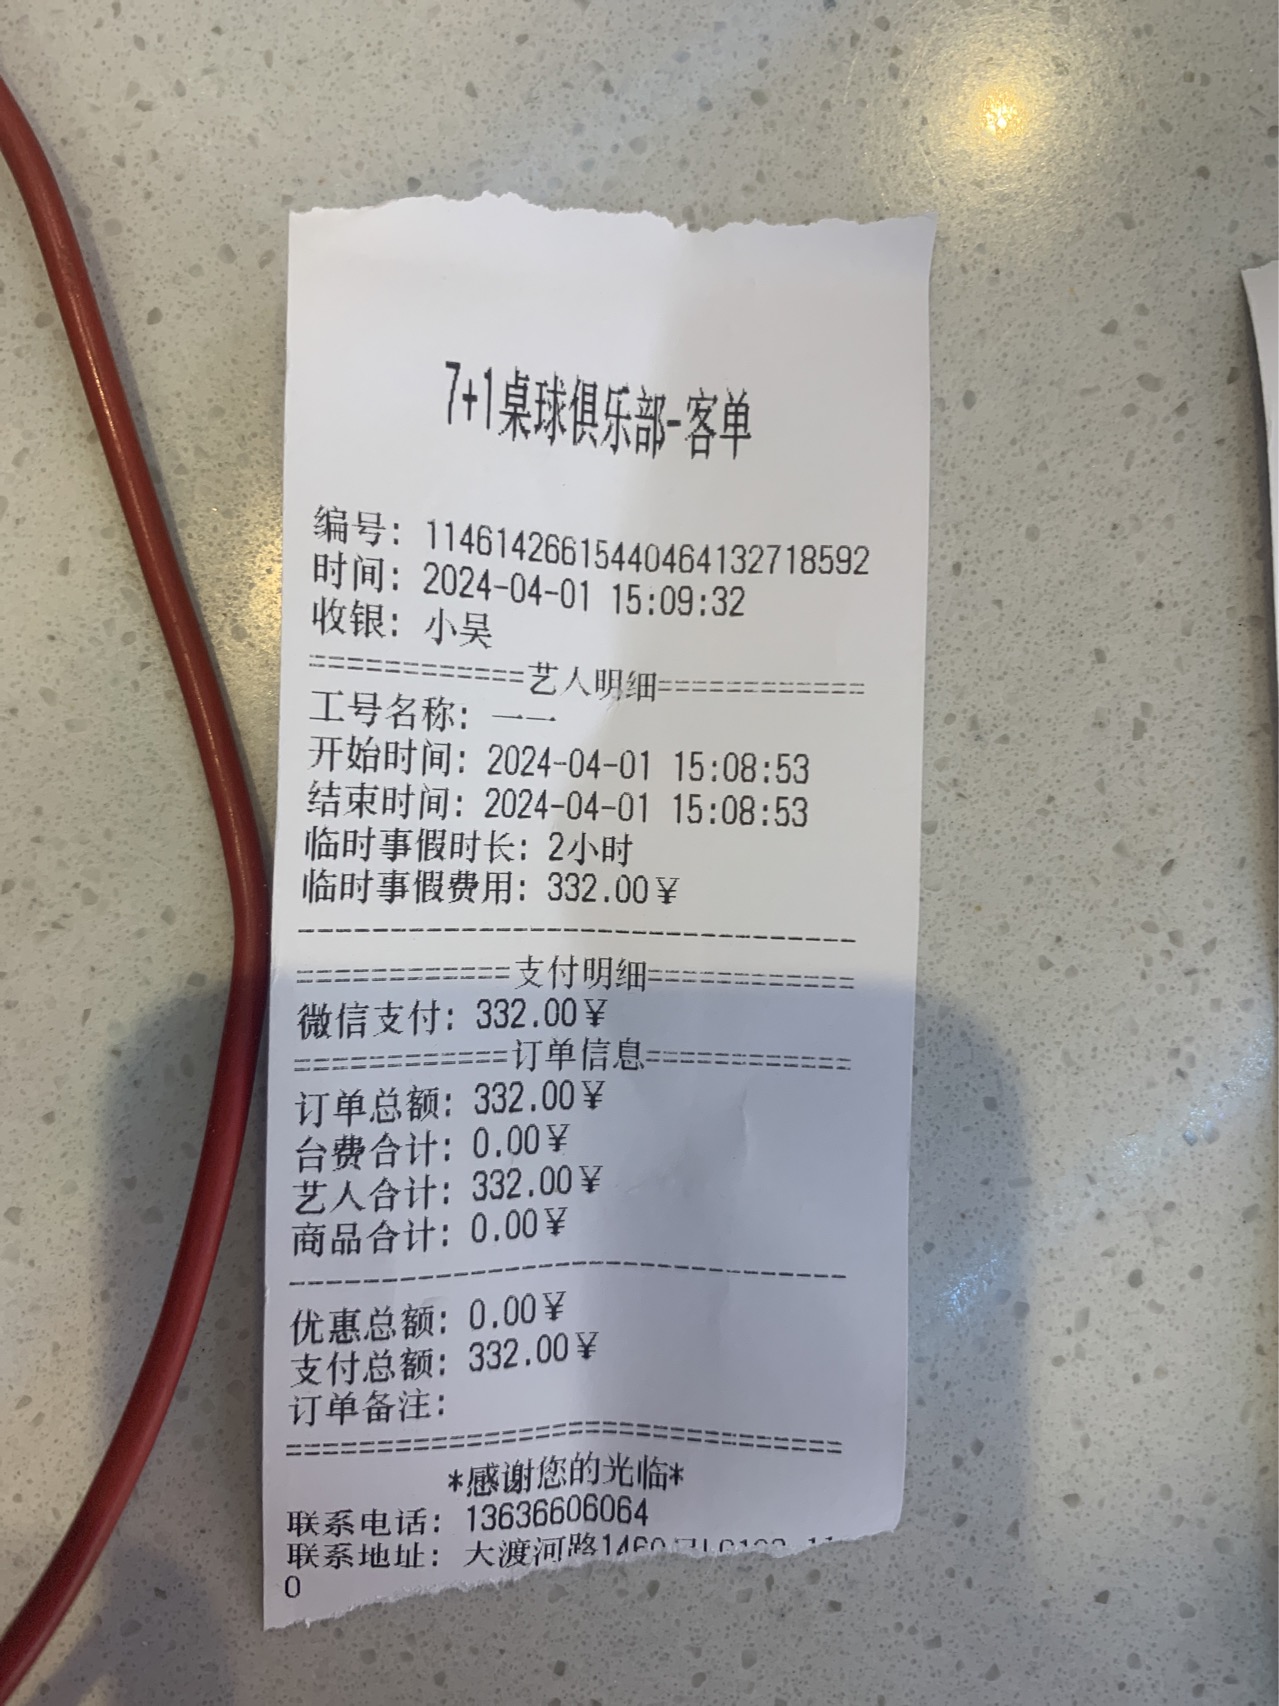 7+1桌球俱乐部-客单
编号: 1146142661544046413271 8592
时间: 2024-04-01 15:09:32
收银: 小昊
============艺人明细============
工号名称: 一一
开始时间: 2024-04-01 15:08:53
结束时间: 2024-04-01 15:08:53
临时事假时长: 2小时
临时事假费用: 332.00¥
--------------------------------
============支付明细============
微信支付: 332.00¥
============订单信息============
订单总额: 332.00¥
台费合计: 0.00¥
艺人合计: 332.00¥
商品合计: 0.00¥
--------------------------------
优惠总额: 0.00¥
支付总额: 332.00¥
订单备注:
================================
*感谢您的光临*
联系电话: 13636606064
联系地址: 大渡河路1460号
0